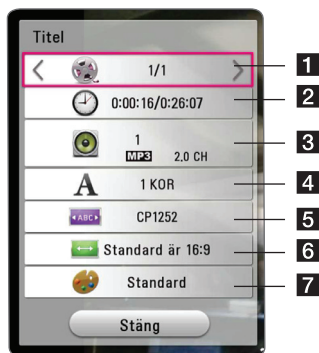 Titel
1/1
1
0:00:16/0:26:07
2
1
MP3 2.0 CH
3
A 1 KOR
4
ABC CP1252
5
Standard är 16:9
6
Standard
7
Stäng